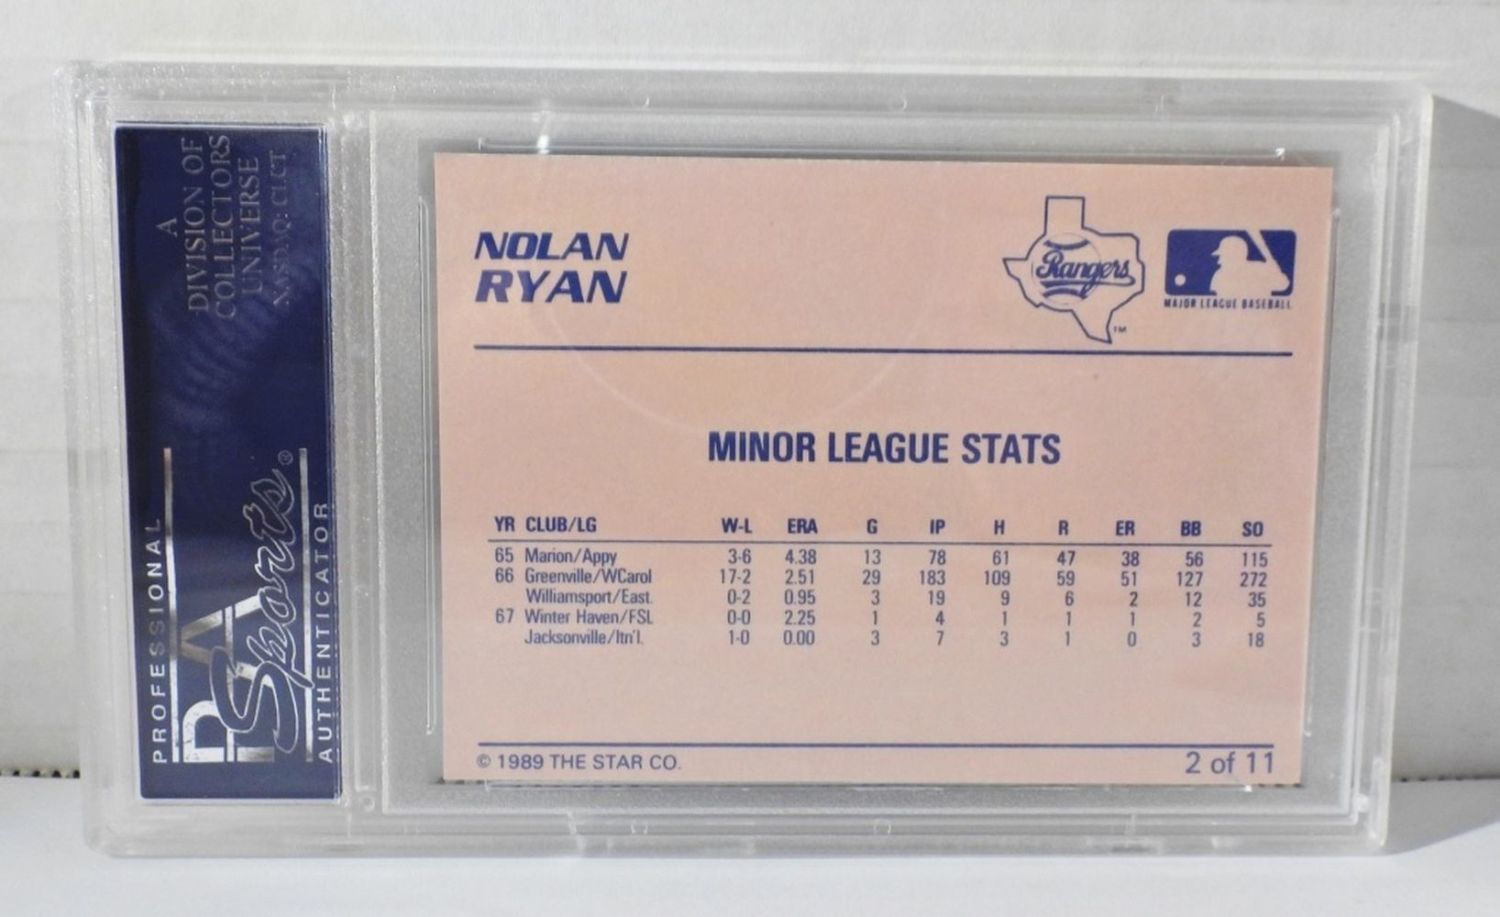 A
DIVISION OF
COLLECTORS
UNIVERSE
NASDAQ: CLCT
PROFESSIONAL
PSA
Sports®
AUTHENTICATOR
NOLAN
RYAN
Rangers
TM
MAJOR LEAGUE BASEBALL
MINOR LEAGUE STATS
YR CLUB/LG W-L ERA G IP H R ER BB SO
65 Marion/Appy 3-6 4.38 13 78 61 47 38 56 115
66 Greenville/WCarol 17-2 2.51 29 183 109 59 51 127 272
Williamsport/East. 0-2 0.95 3 19 9 6 2 12 35
67 Winter Haven/FSL 0-0 2.25 1 4 1 1 1 2 5
Jacksonville/Itn'l. 1-0 0.00 3 7 3 1 0 3 18
© 1989 THE STAR CO. 2 of 11